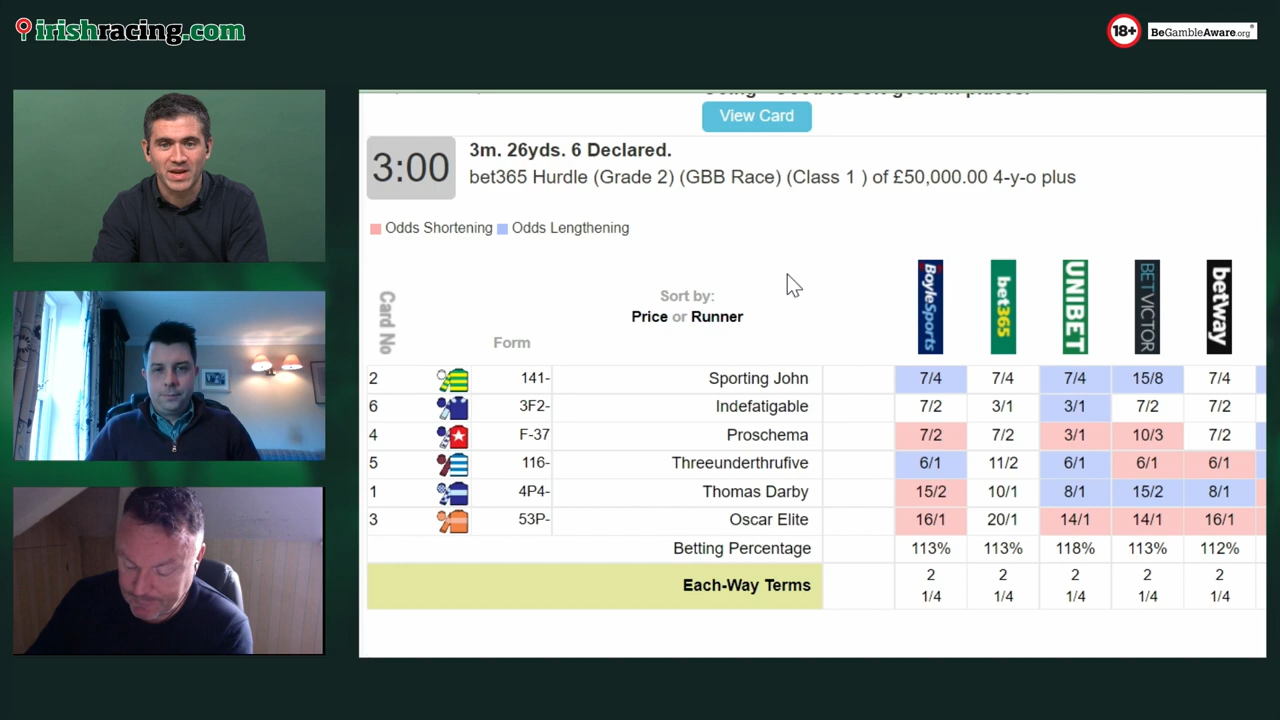 irishracing.com
18+
BeGambleAware.org
View Card
3:00
3m. 26yds. 6 Declared.
bet365 Hurdle (Grade 2) (GBB Race) (Class 1 ) of £50,000.00 4-y-o plus
Odds Shortening Odds Lengthening
Card No
Form
Sort by:
Price or Runner
BoyleSports
bet365
UNIBET
BETVICTOR
betway
2 141- Sporting John 7/4 7/4 7/4 15/8 7/4
6 3F2- Indefatigable 7/2 3/1 3/1 7/2 7/2
4 F-37 Proschema 7/2 7/2 3/1 10/3 7/2
5 116- Threeunderthrufive 6/1 11/2 6/1 6/1 6/1
1 4P4- Thomas Darby 15/2 10/1 8/1 15/2 8/1
3 53P- Oscar Elite 16/1 20/1 14/1 14/1 16/1
Betting Percentage 113% 113% 118% 113% 112%
Each-Way Terms
2 2 2 2 2
1/4 1/4 1/4 1/4 1/4